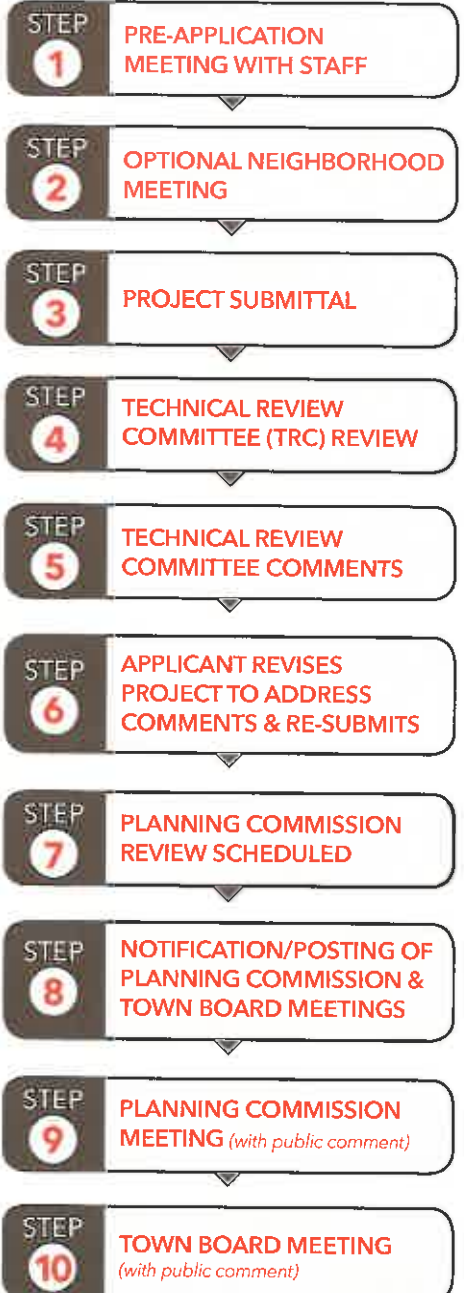 STEP
1
PRE-APPLICATION
MEETING WITH STAFF
STEP
2
OPTIONAL NEIGHBORHOOD
MEETING
STEP
3
PROJECT SUBMITTAL
STEP
4
TECHNICAL REVIEW
COMMITTEE (TRC) REVIEW
STEP
5
TECHNICAL REVIEW
COMMITTEE COMMENTS
STEP
6
APPLICANT REVISES
PROJECT TO ADDRESS
COMMENTS & RE-SUBMITS
STEP
7
PLANNING COMMISSION
REVIEW SCHEDULED
STEP
8
NOTIFICATION/POSTING OF
PLANNING COMMISSION &
TOWN BOARD MEETINGS
STEP
9
PLANNING COMMISSION
MEETING (with public comment)
STEP
10
TOWN BOARD MEETING
(with public comment)